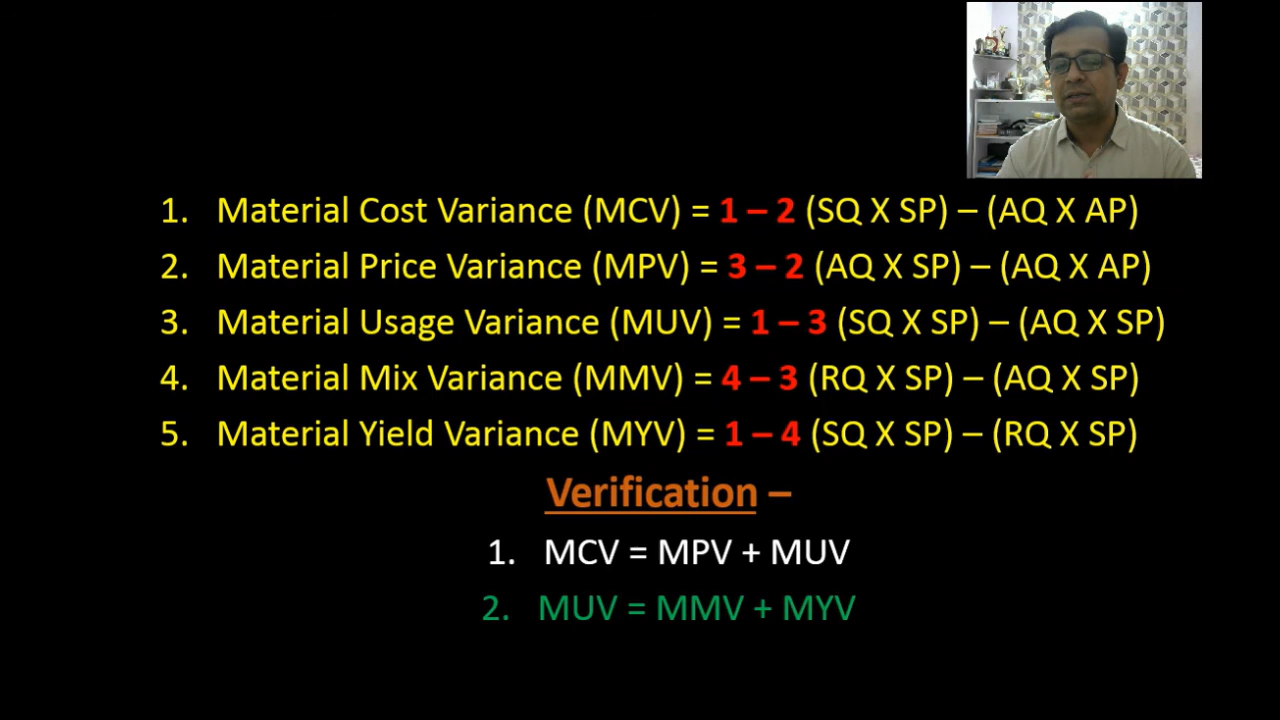 1. Material Cost Variance (MCV) = 1 – 2 (SQ X SP) – (AQ X AP)
2. Material Price Variance (MPV) = 3 – 2 (AQ X SP) – (AQ X AP)
3. Material Usage Variance (MUV) = 1 – 3 (SQ X SP) – (AQ X SP)
4. Material Mix Variance (MMV) = 4 – 3 (RQ X SP) – (AQ X SP)
5. Material Yield Variance (MYV) = 1 – 4 (SQ X SP) – (RQ X SP)
Verification –
1. MCV = MPV + MUV
2. MUV = MMV + MYV